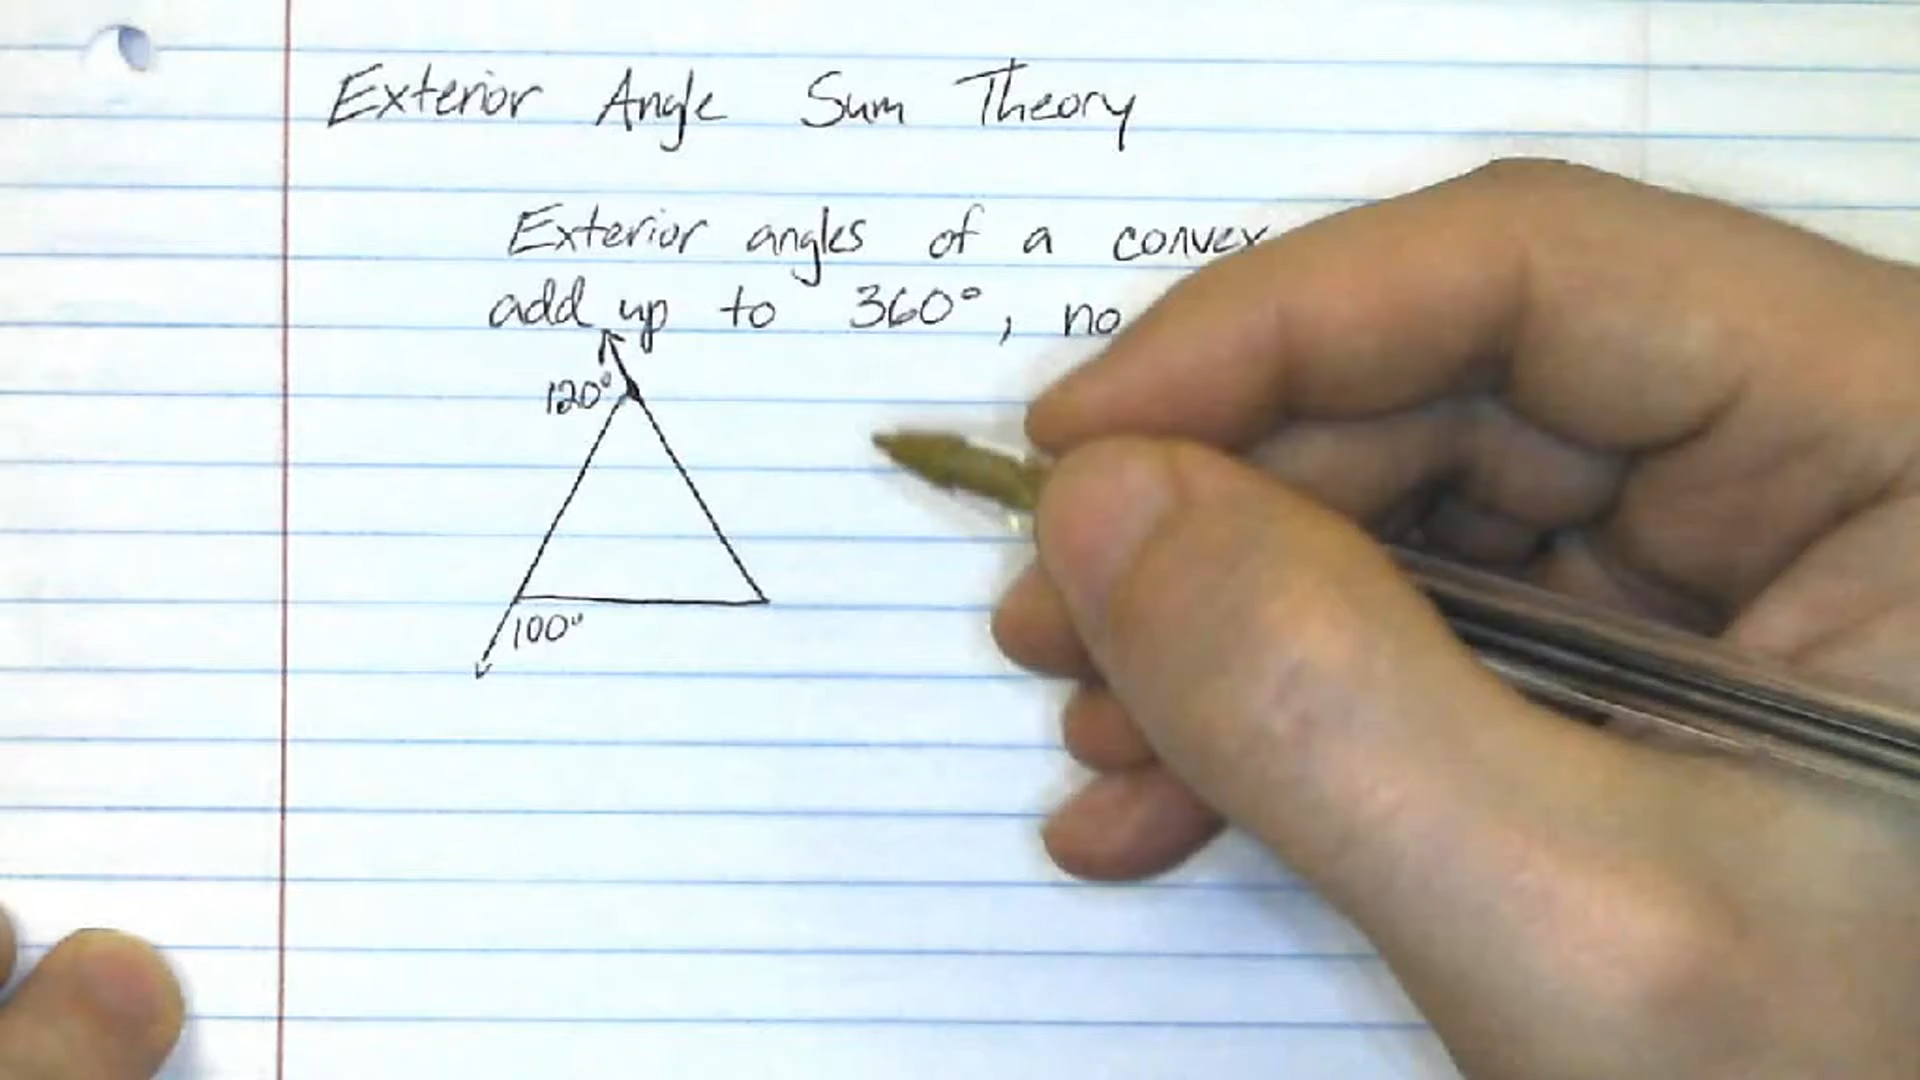 Exterior Angle Sum Theory
Exterior angles of a convex
add up to 360°, no
120°
100°